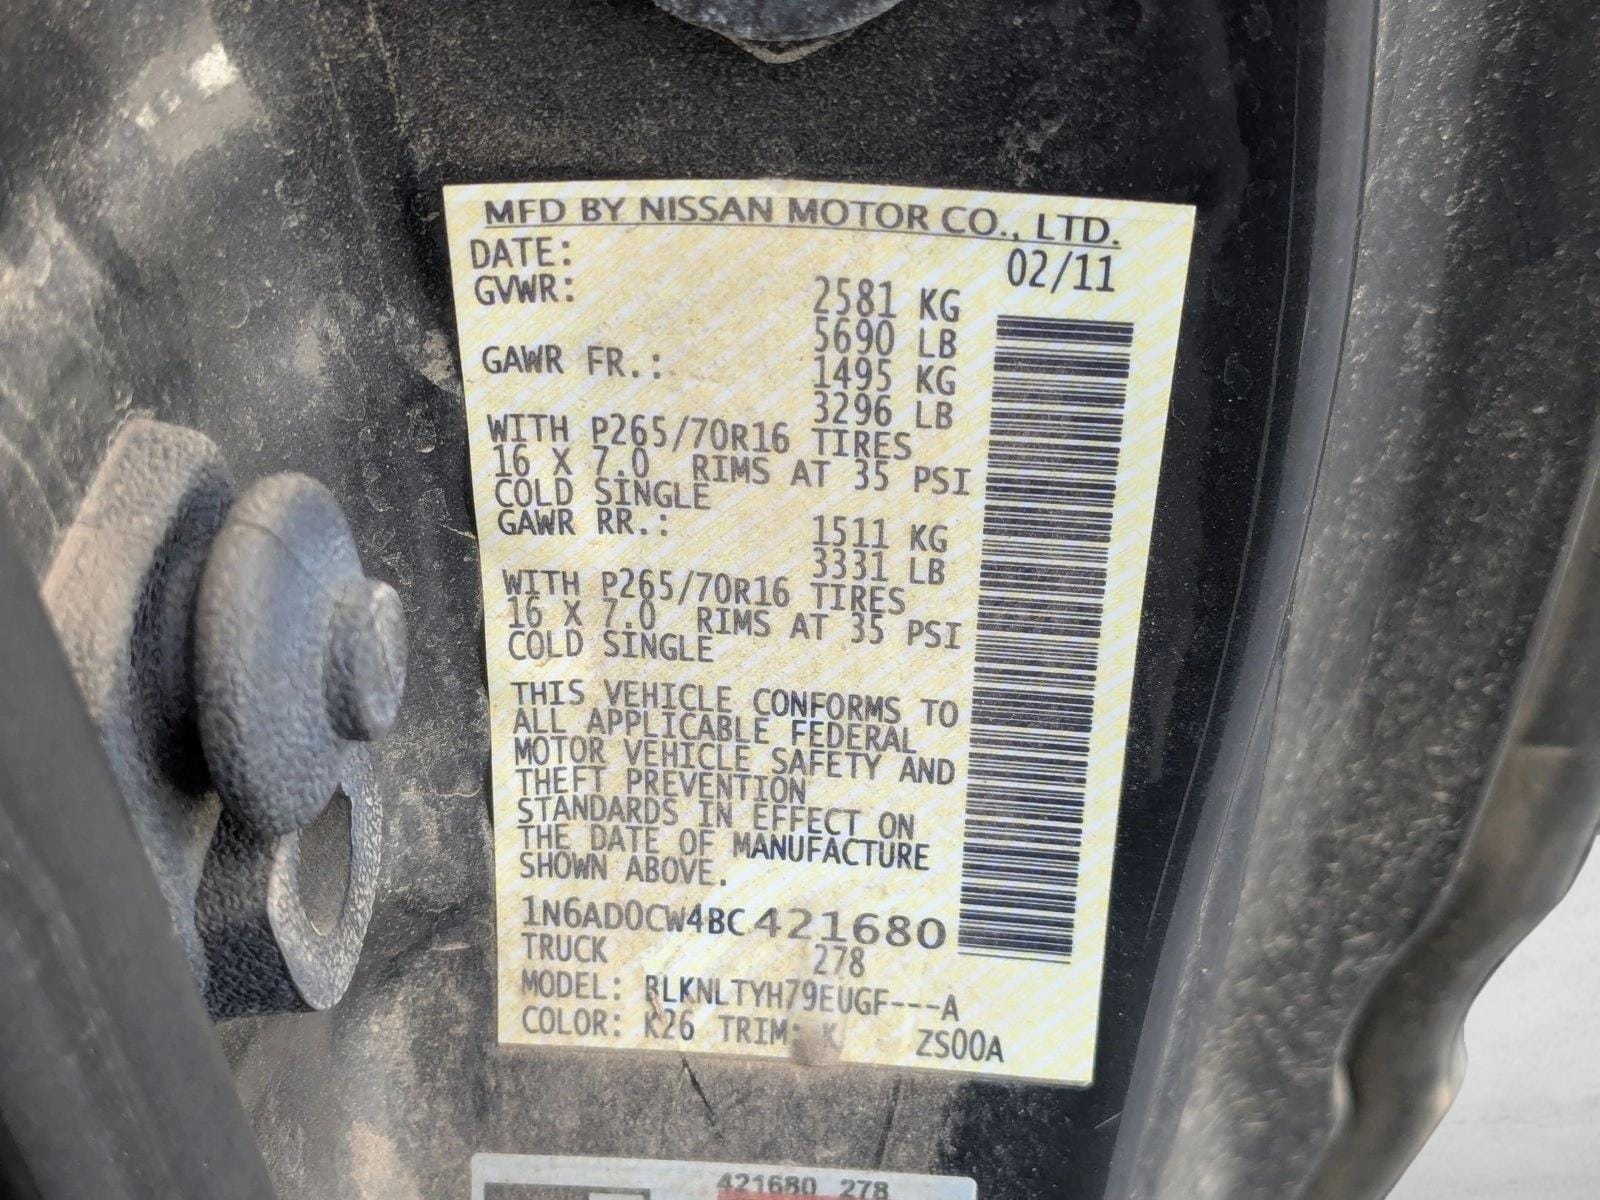 MFD BY NISSAN MOTOR CO., LTD.
DATE: 02/11
GVWR: 2581 KG
5690 LB
GAWR FR.: 1495 KG
3296 LB
WITH P265/70R16 TIRES
16 X 7.0 RIMS AT 35 PSI
COLD SINGLE
GAWR RR.: 1511 KG
3331 LB
WITH P265/70R16 TIRES
16 X 7.0 RIMS AT 35 PSI
COLD SINGLE
THIS VEHICLE CONFORMS TO
ALL APPLICABLE FEDERAL
MOTOR VEHICLE SAFETY AND
THEFT PREVENTION
STANDARDS IN EFFECT ON
THE DATE OF MANUFACTURE
SHOWN ABOVE.
1N6AD0CW4BC421680
TRUCK 278
MODEL: BLKNLTYH79EUGF---A
COLOR: K26 TRIM: K ZS00A
421680 278